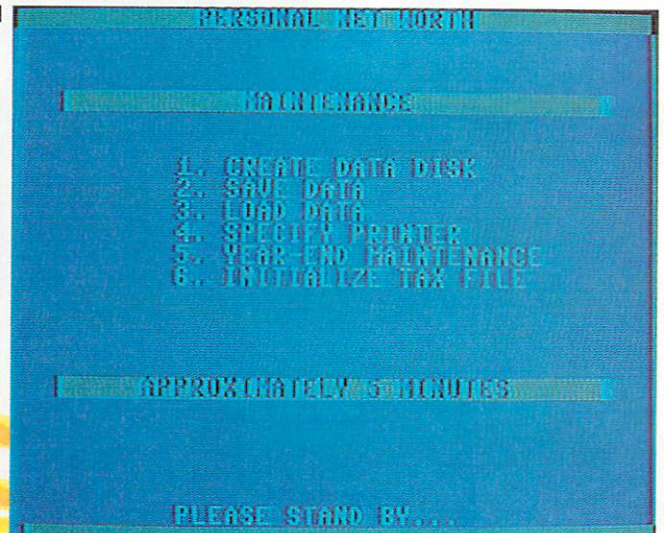 PERSONAL NET WORTH
MAINTENANCE
1. CREATE DATA DISK
2. SAVE DATA
3. LOAD DATA
4. SPECIFY PRINTER
5. YEAR-END MAINTENANCE
6. INITIALIZE TAX FILE
APPROXIMATELY MINUTES
PLEASE STAND BY...